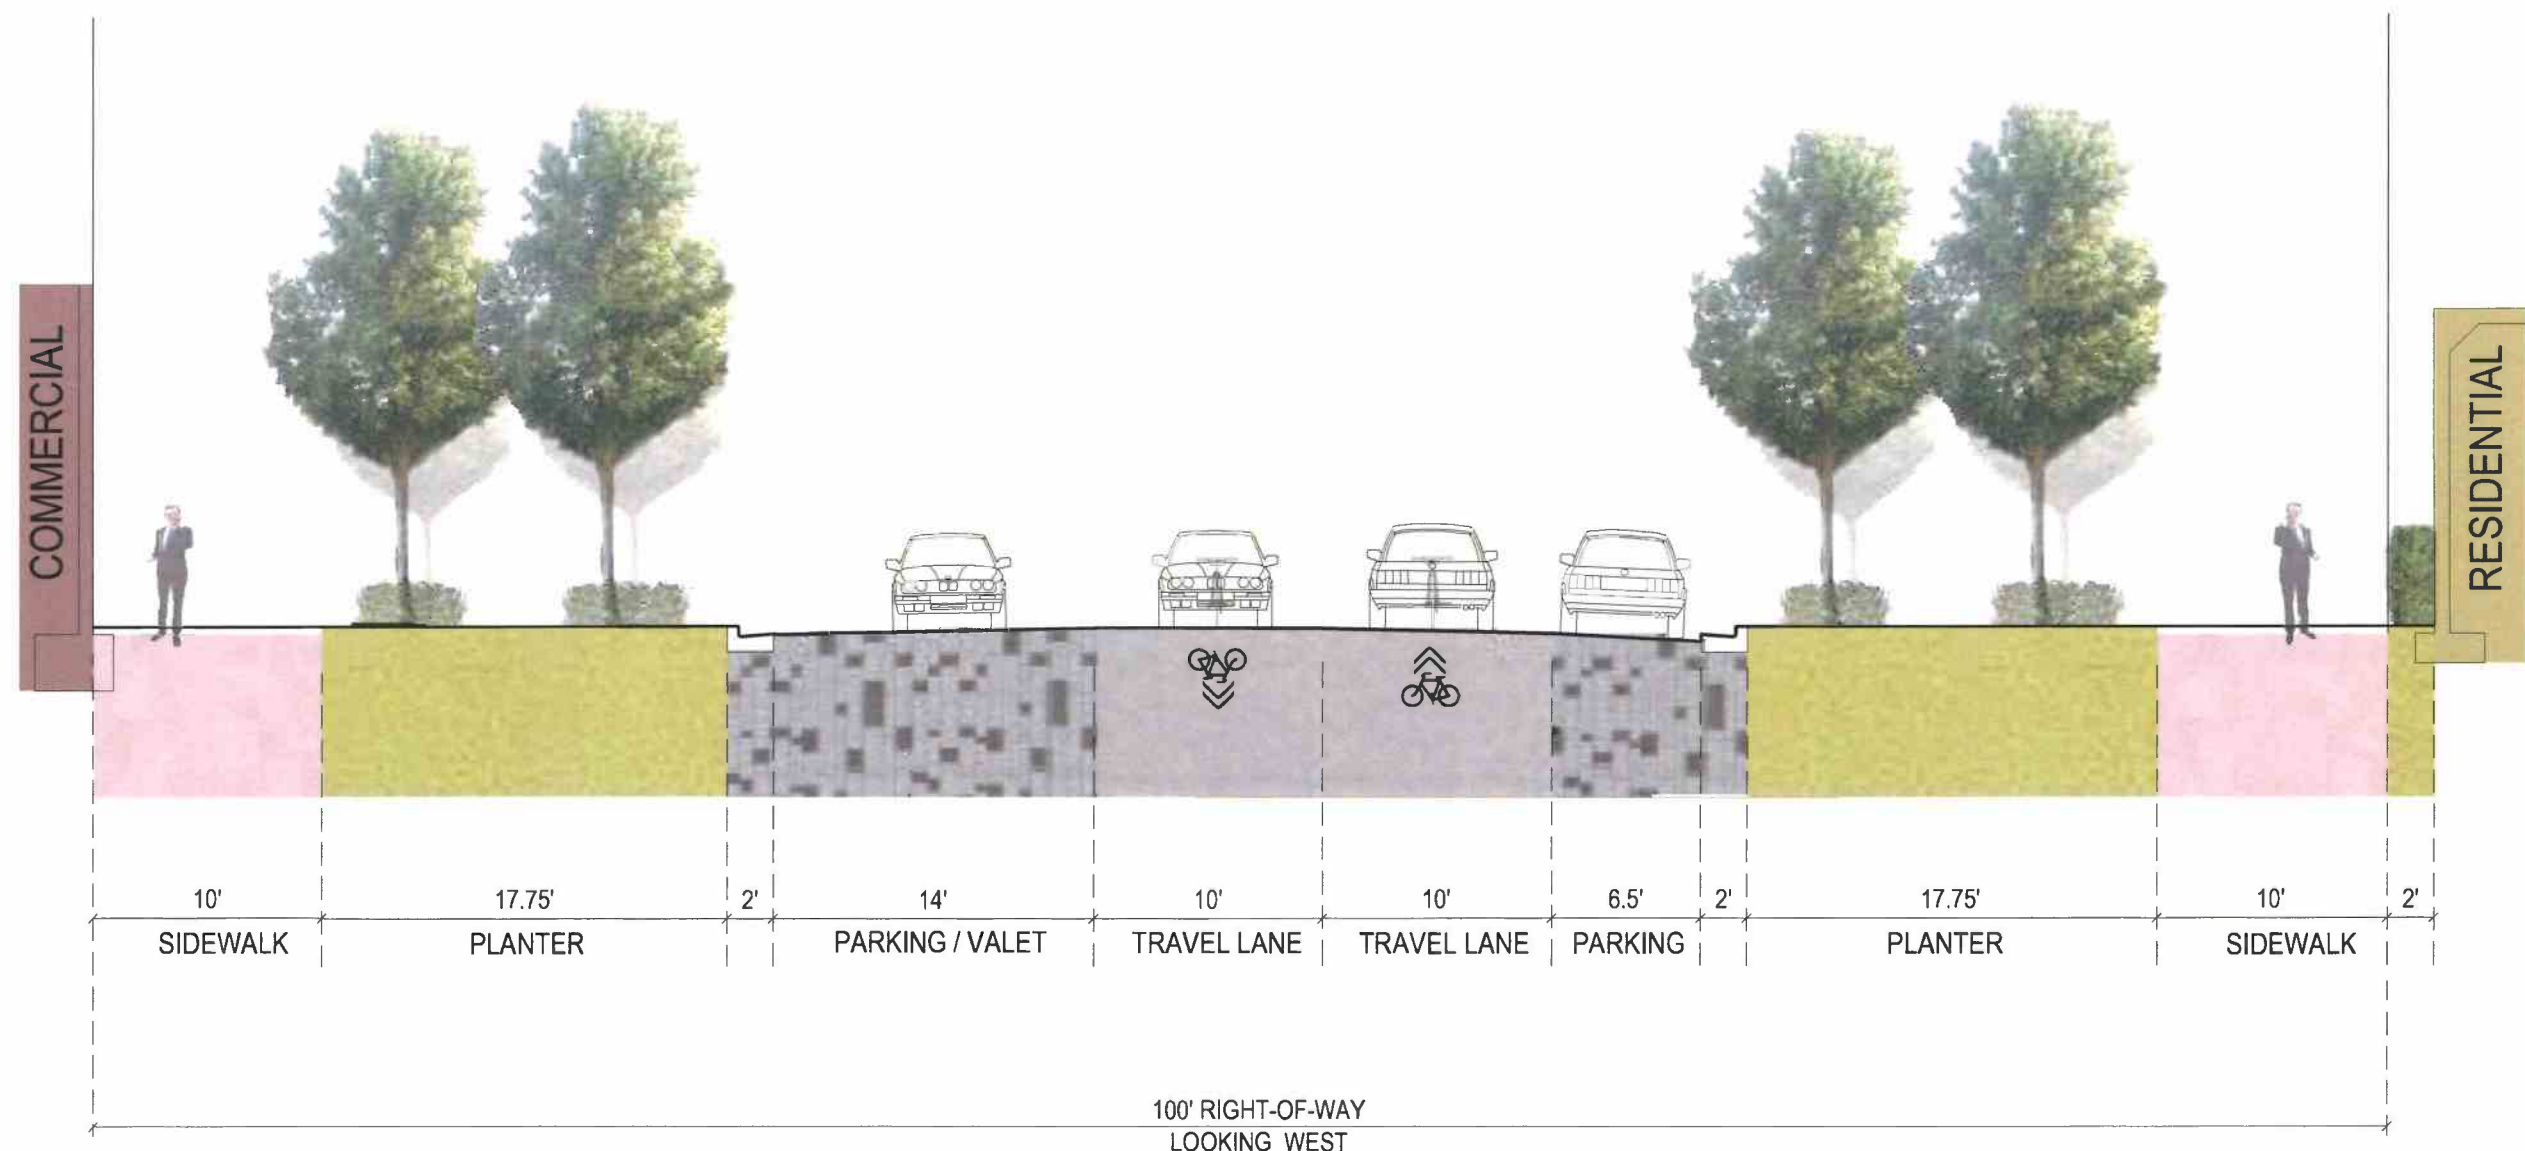 COMMERCIAL
RESIDENTIAL
10' 17.75' 2' 14' 10' 10' 6.5' 2' 17.75' 10' 2'
SIDEWALK PLANTER PARKING / VALET TRAVEL LANE TRAVEL LANE PARKING PLANTER SIDEWALK
100' RIGHT-OF-WAY
LOOKING WEST